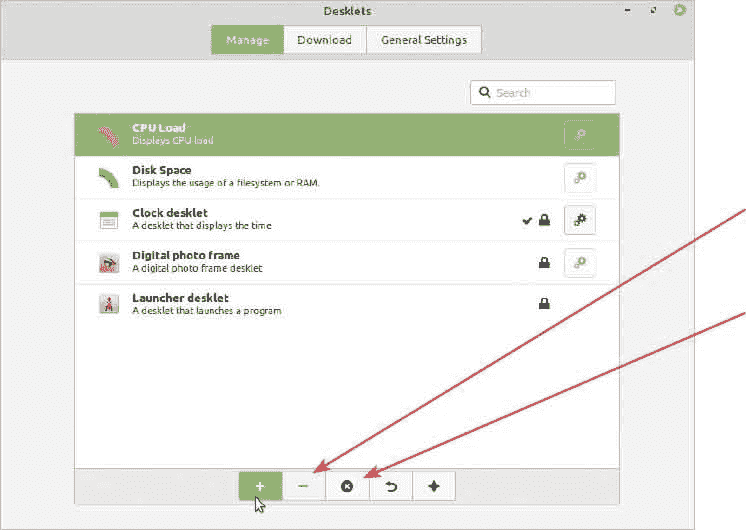 Desklets
Manage Download General Settings
Search
CPU Load
Displays CPU load
Disk Space
Displays the usage of a filesystem or RAM.
Clock desklet
A desklet that displays the time
Digital photo frame
A digital photo frame desklet
Launcher desklet
A desklet that launches a program